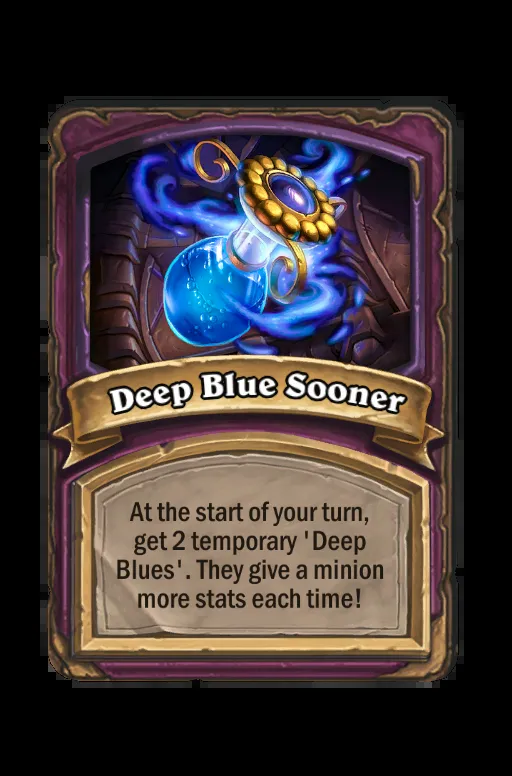 Deep Blue Sooner
At the start of your turn,
get 2 temporary 'Deep
Blues'. They give a minion
more stats each time!